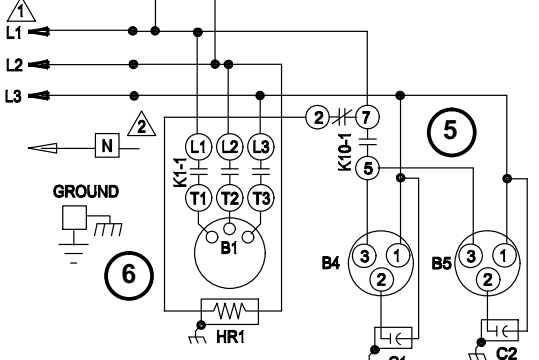 1
L1
L2
L3
2
N
2
7
5
L1 L2 L3
K1-1
K10-1
5
T1 T2 T3
GROUND
B1
6
B4
3 1
2
B5
3 1
2
HR1
C1
C2